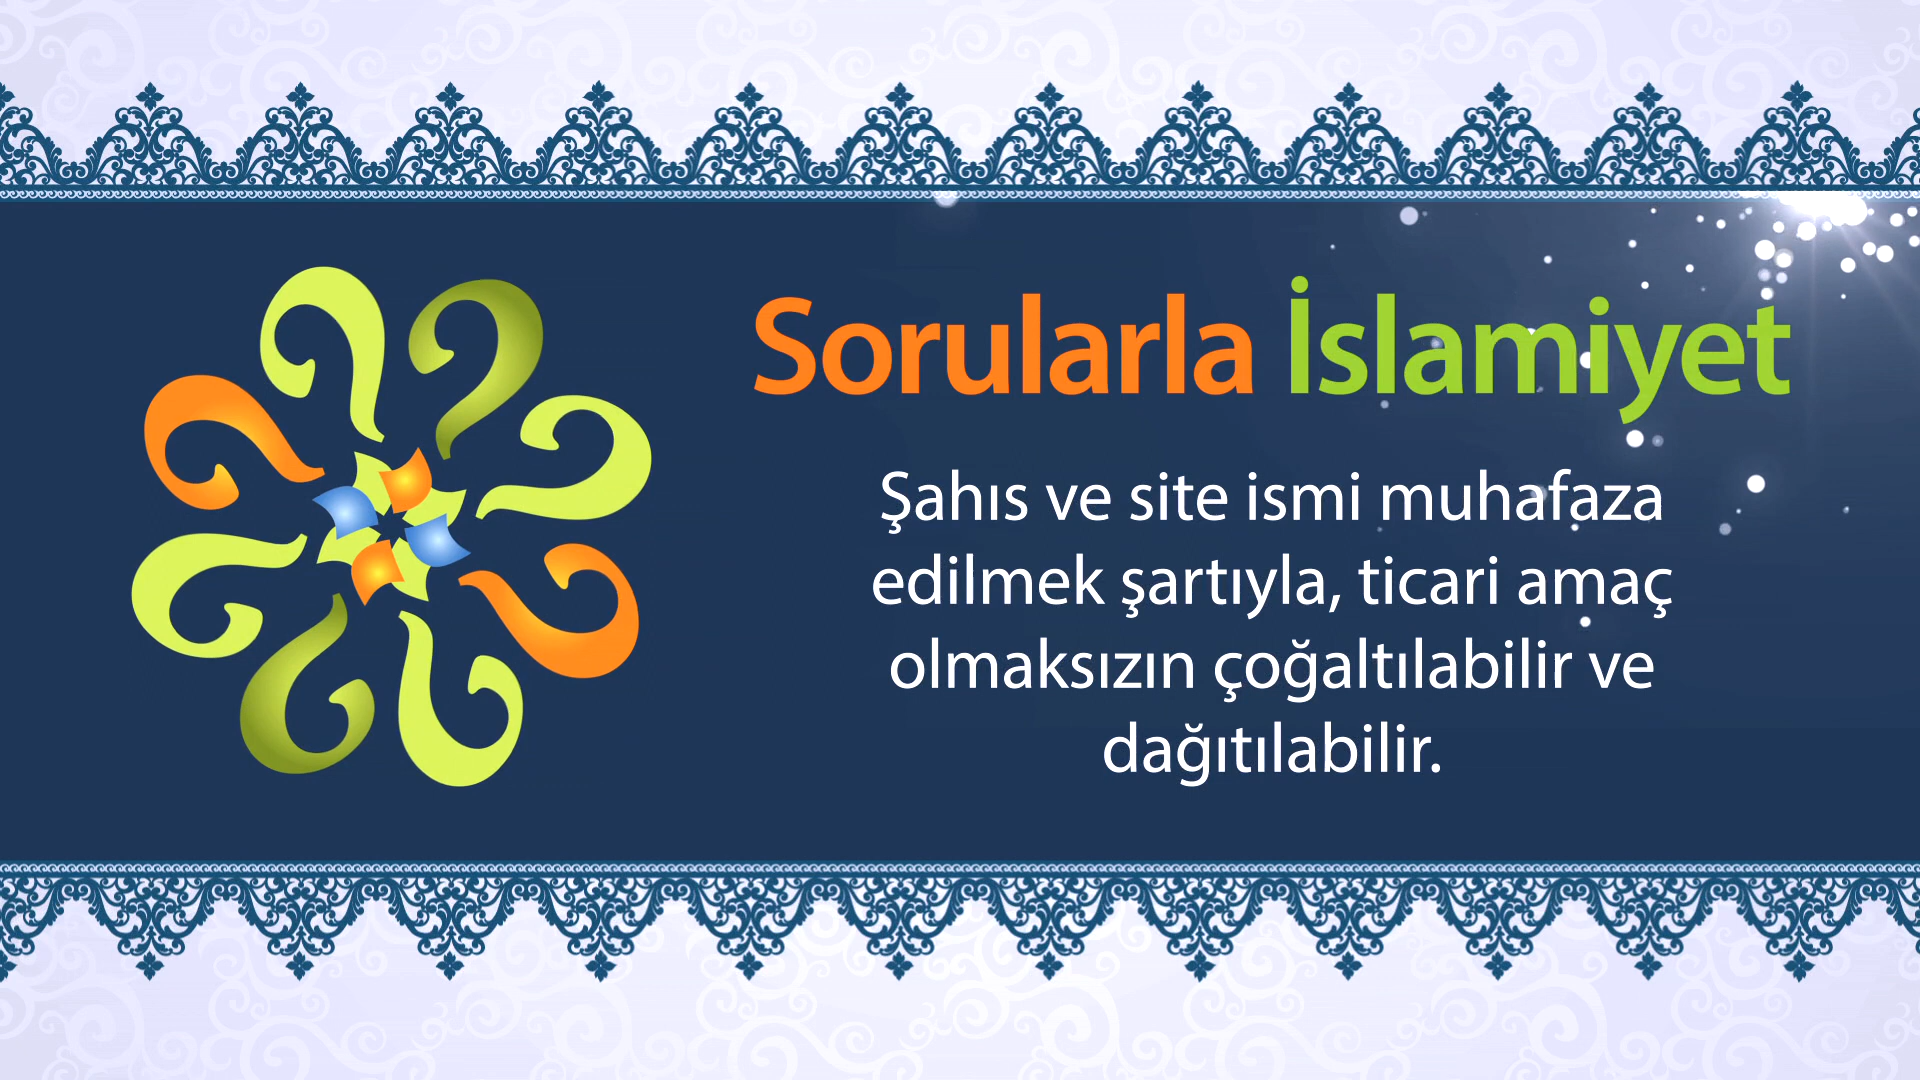 Sorularla İslamiyet
Şahıs ve site ismi muhafaza
edilmek şartıyla, ticari amaç
olmaksızın çoğaltılabilir ve
dağıtılabilir.